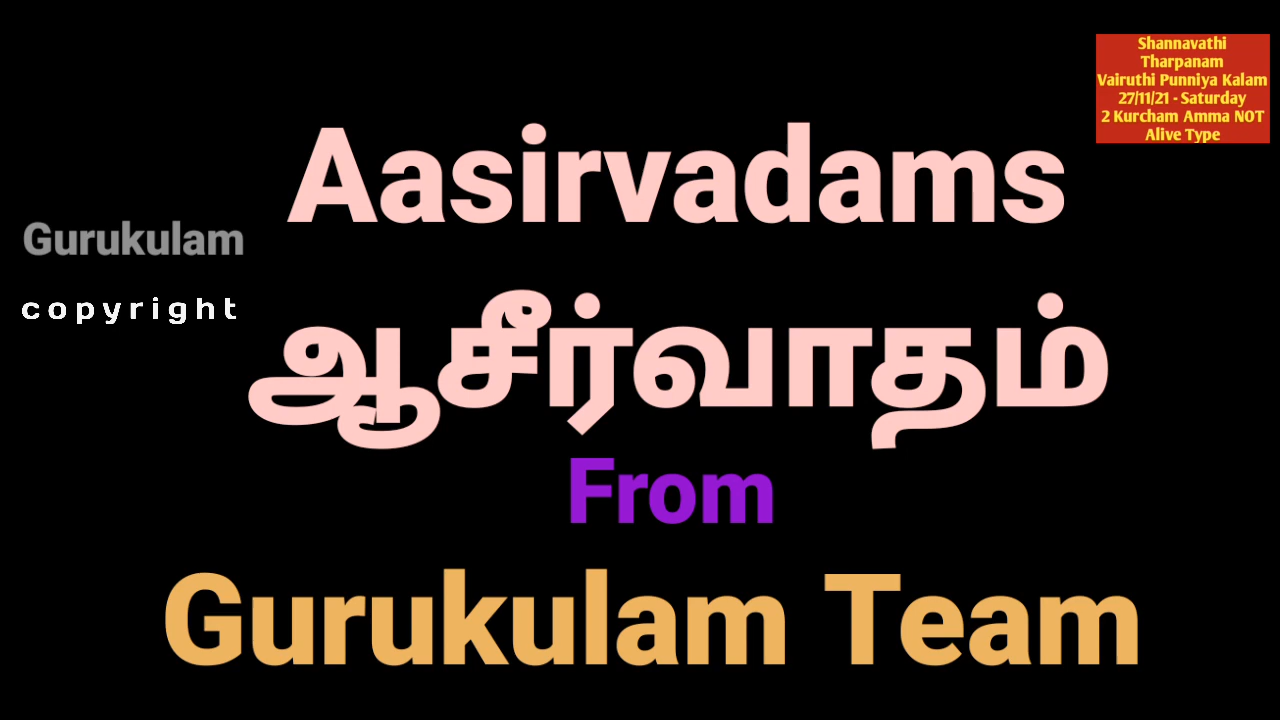 Shannavathi
Tharpanam
Vairuthi Punniya Kalam
27/11/21 - Saturday
2 Kurcham Amma NOT
Alive Type
Aasirvadams
Gurukulam
copyright
ஆசீர்வாதம்
From
Gurukulam Team